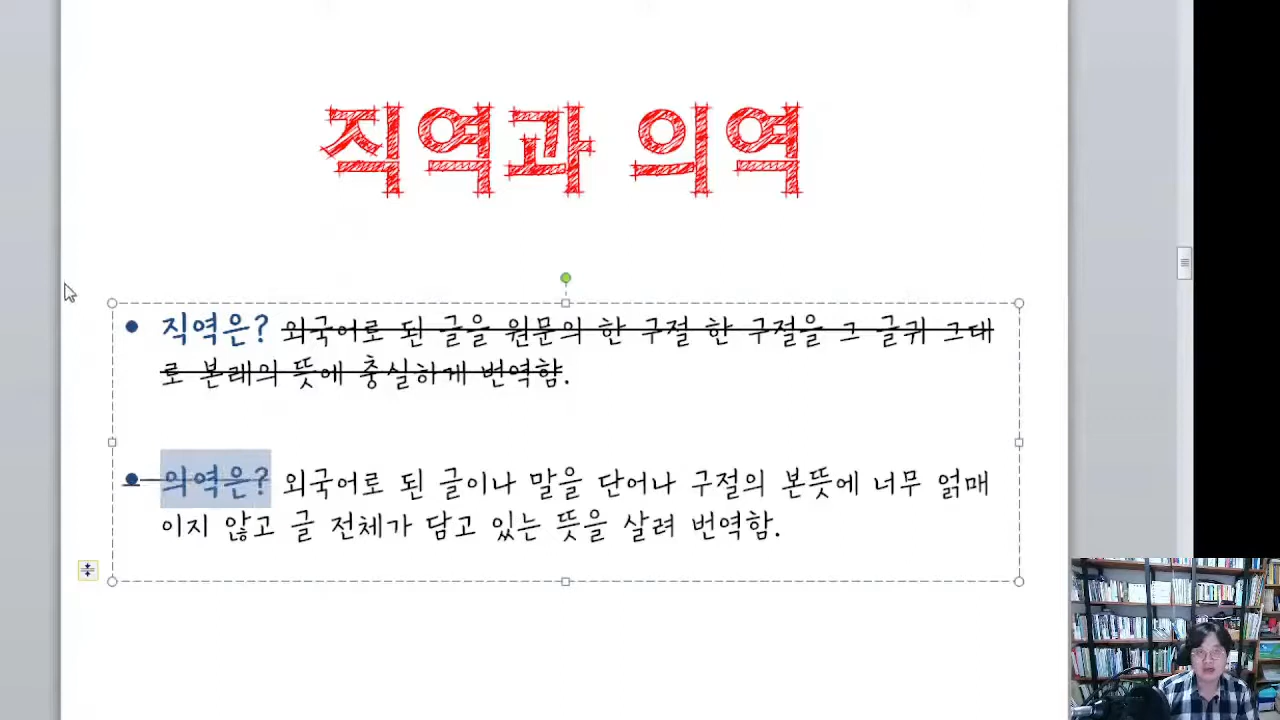 직역과 의역
• 직역은? 외국어로 된 글을 원문의 한 구절 한 구절을 그 글귀 그대
로 본래의 뜻에 충실하게 번역함.
• 의역은? 외국어로 된 글이나 말을 단어나 구절의 본뜻에 너무 얽매
이지 않고 글 전체가 담고 있는 뜻을 살려 번역함.